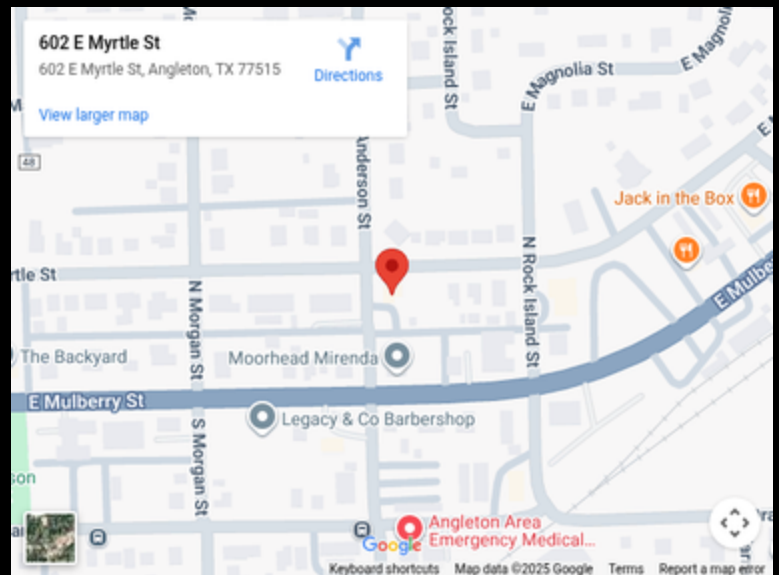 602 E Myrtle St
602 E Myrtle St, Angleton, TX 77515
Directions
View larger map
ock Island St
E Magnolia St
E Magnol
48
Anderson St
Jack in the Box
rtle St
N Morgan St
N Rock Island St
E Mulbe
The Backyard
Moorhead Mirenda
E Mulberry St
Legacy & Co Barbershop
S Morgan St
son
Angleton Area
Emergency Medical...
Google
Keyboard shortcuts Map data ©2025 Google Terms Report a map error